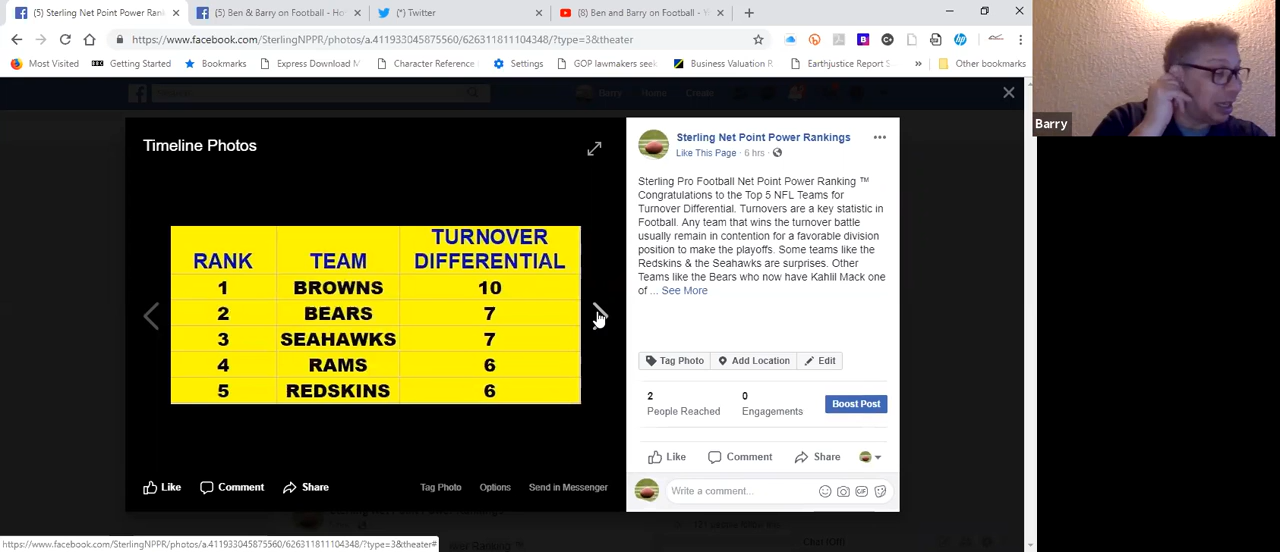 (5) Sterling Net Point Power Ran
(5) Ben & Barry on Football - Ho
(*) Twitter
(8) Ben and Barry on Football - Y
https://www.facebook.com/SterlingNPPR/photos/a.411933045875560/626311811104348/?type=3&theater
Most Visited
Getting Started
Bookmarks
Express Download M
Character Reference
Settings
GOP lawmakers seek
Business Valuation R
Earthjustice Report S
Other bookmarks
Barry
Barry
Home
Create
Timeline Photos
RANK TEAM TURNOVER DIFFERENTIAL
1 BROWNS 10
2 BEARS 7
3 SEAHAWKS 7
4 RAMS 6
5 REDSKINS 6
Like Comment Share
Tag Photo Options Send in Messenger
Sterling Net Point Power Rankings
Like This Page · 6 hrs ·
Sterling Pro Football Net Point Power Ranking ™
Congratulations to the Top 5 NFL Teams for
Turnover Differential. Turnovers are a key statistic in
Football. Any team that wins the turnover battle
usually remain in contention for a favorable division
position to make the playoffs. Some teams like the
Redskins & the Seahawks are surprises. Other
Teams like the Bears who now have Kahlil Mack one
of ... See More
Tag Photo Add Location Edit
2 0
People Reached Engagements
Boost Post
Like Comment Share
Write a comment...
https://www.facebook.com/SterlingNPPR/photos/a.411933045875560/626311811104348/?type=3&theater#